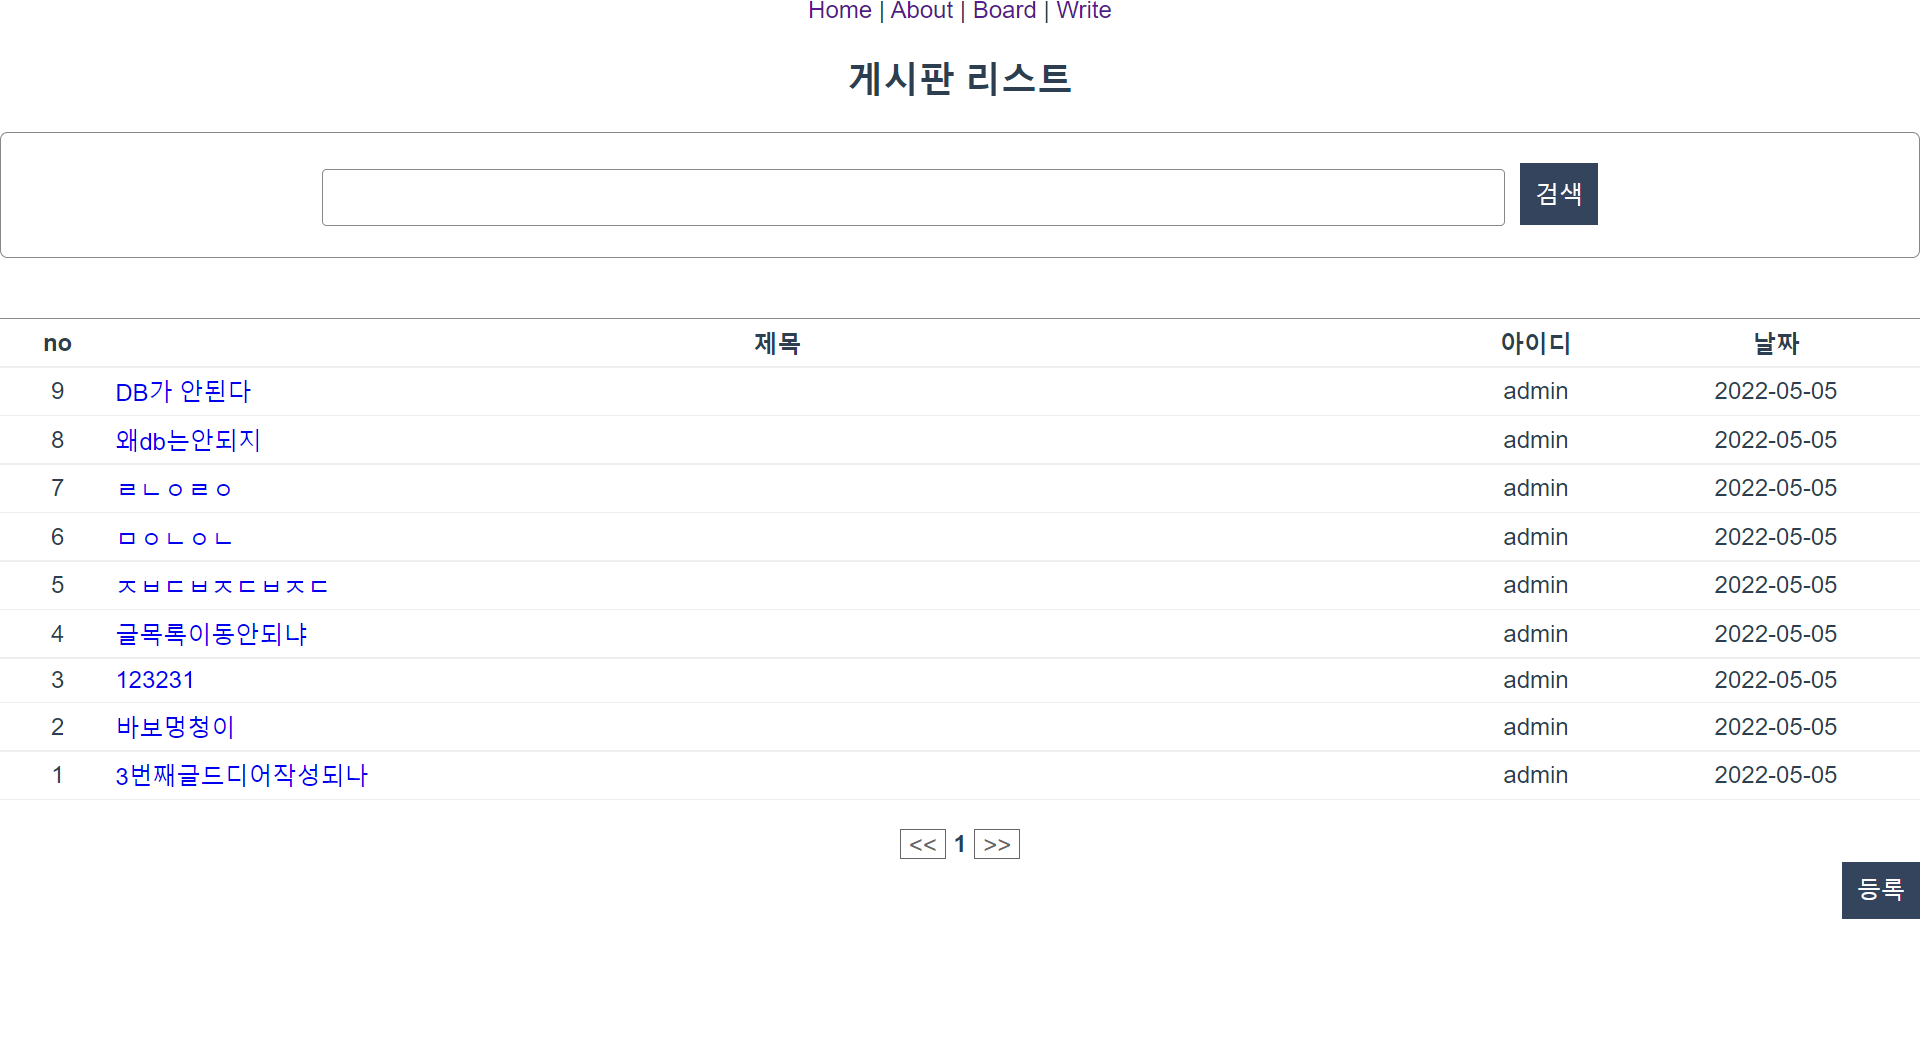 Home | About | Board | Write
게시판 리스트
검색
no 제목 아이디 날짜
9 DB가 안된다 admin 2022-05-05
8 왜db는안되지 admin 2022-05-05
7 ㄹㄴㅇㄹㅇ admin 2022-05-05
6 ㅁㅇㄴㅇㄴ admin 2022-05-05
5 ㅈㅂㄷㅂㅈㄷㅂㅈㄷ admin 2022-05-05
4 글목록이동안되냐 admin 2022-05-05
3 123231 admin 2022-05-05
2 바보멍청이 admin 2022-05-05
1 3번째글드디어작성되나 admin 2022-05-05
<< 1 >>
등록